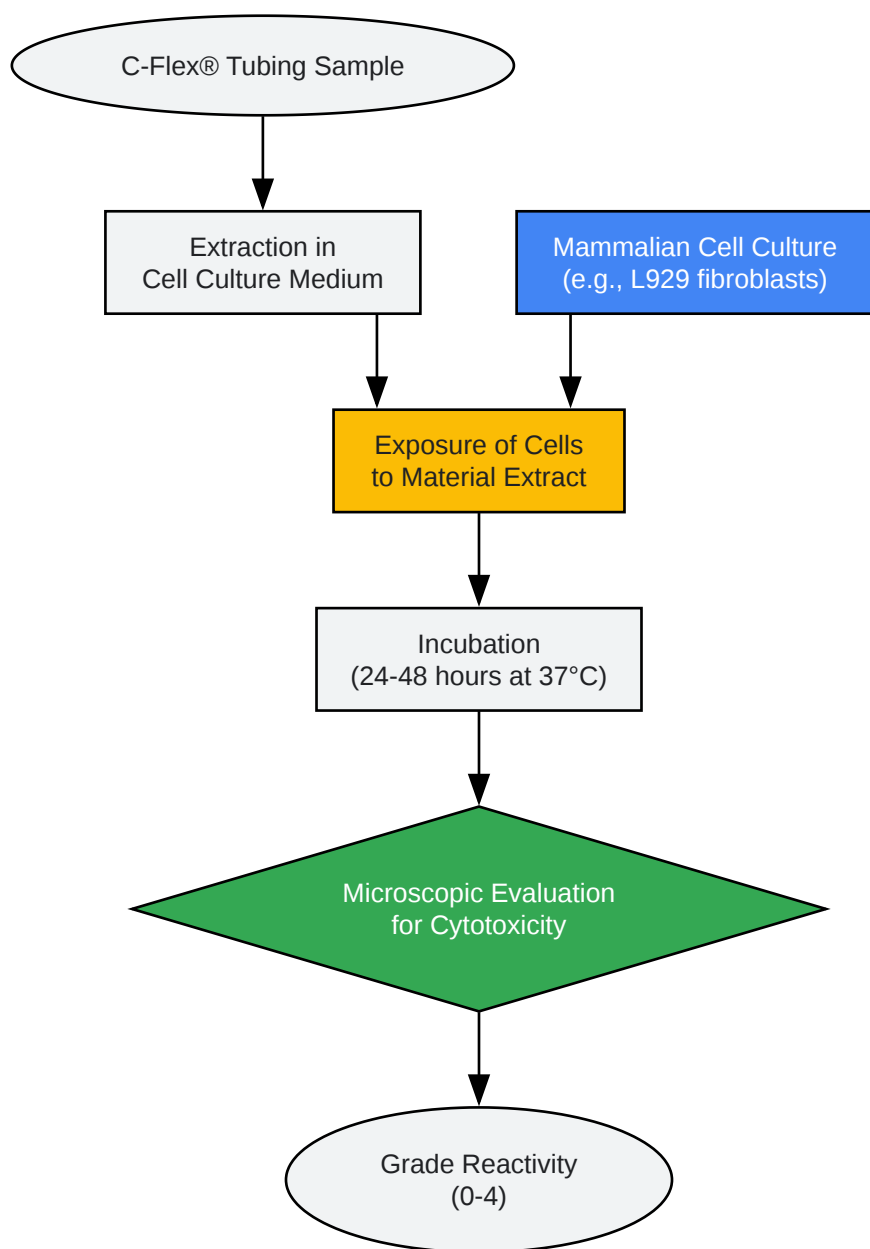 C-Flex® Tubing Sample
Extraction in
Cell Culture Medium
Mammalian Cell Culture
(e.g., L929 fibroblasts)
Exposure of Cells
to Material Extract
Incubation
(24-48 hours at 37°C)
Microscopic Evaluation
for Cytotoxicity
Grade Reactivity
(0-4)